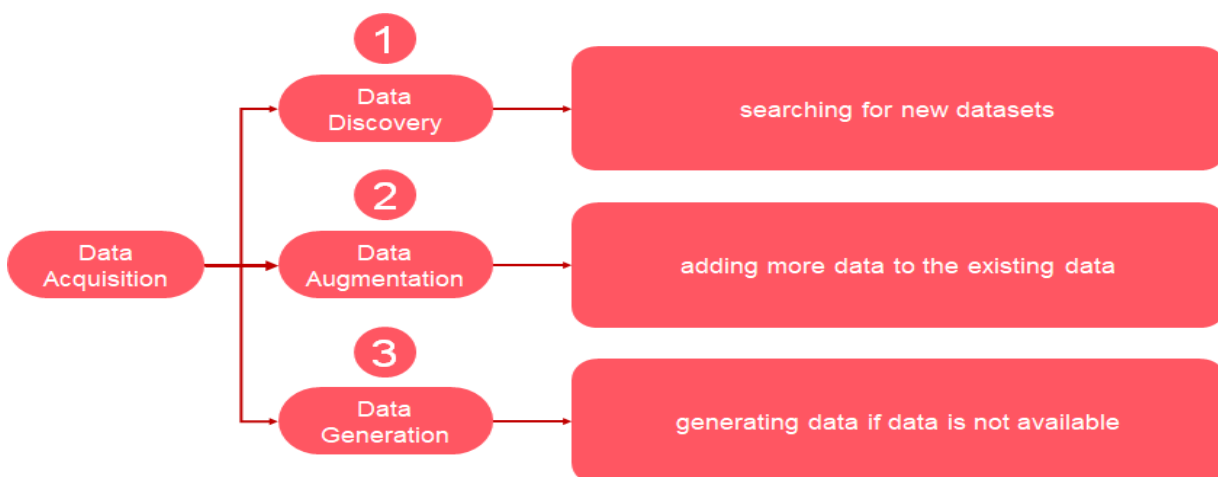 1
Data
Discovery
searching for new datasets
2
Data
Acquisition
Data
Augmentation
adding more data to the existing data
3
Data
Generation
generating data if data is not available